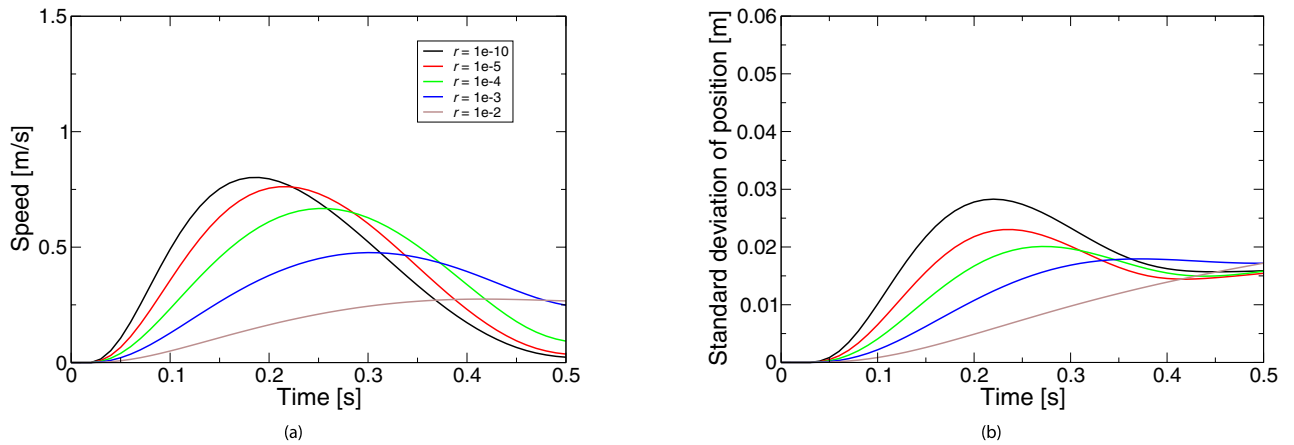 1.5
1
0.5
0
Speed [m/s]
0
0.1
0.2
0.3
0.4
0.5
Time [s]
r = 1e-10
r = 1e-5
r = 1e-4
r = 1e-3
r = 1e-2
(a)
0.06
0.05
0.04
0.03
0.02
0.01
0
Standard deviation of position [m]
0
0.1
0.2
0.3
0.4
0.5
Time [s]
(b)